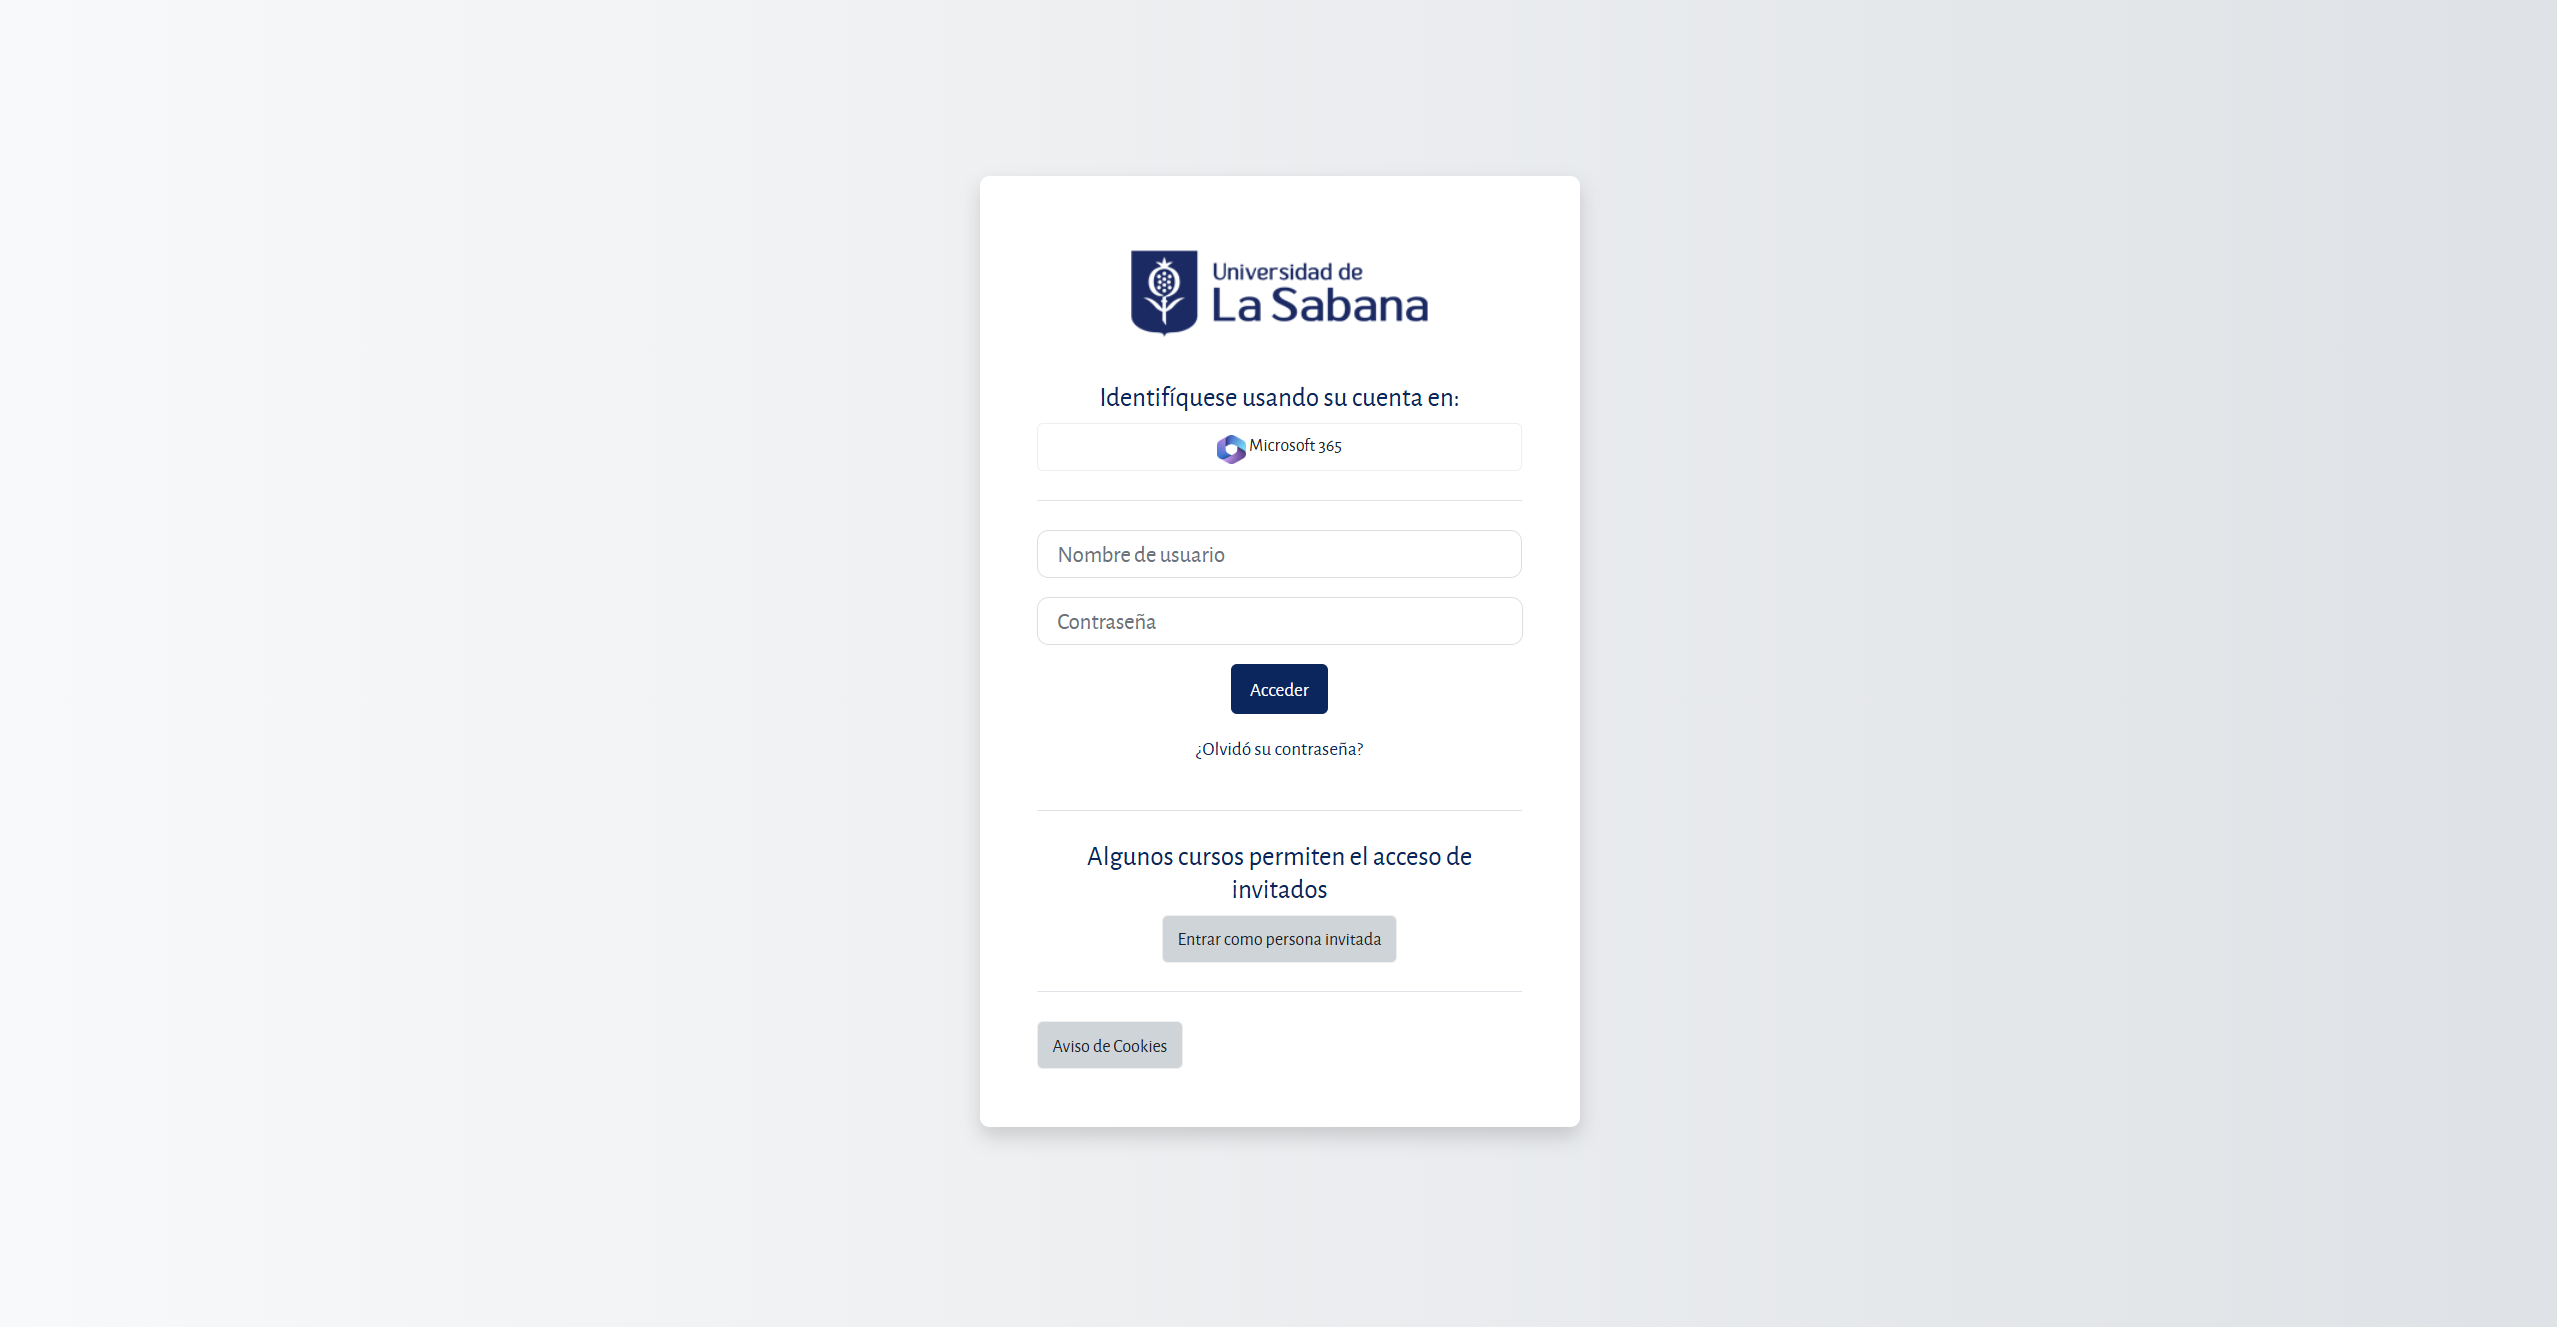 Universidad de
La Sabana
Identifíquese usando su cuenta en:
Microsoft 365
Nombre de usuario
Contraseña
Acceder
¿Olvidó su contraseña?
Algunos cursos permiten el acceso de
invitados
Entrar como persona invitada
Aviso de Cookies